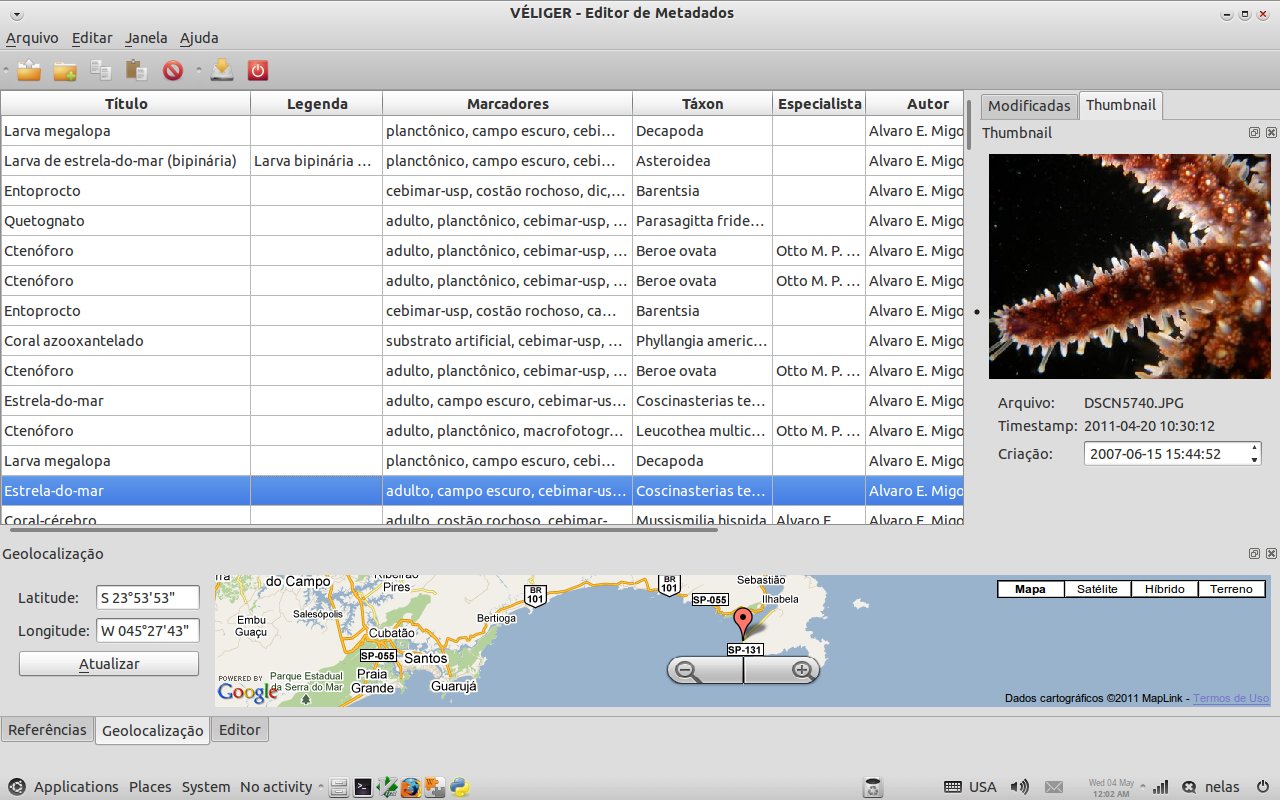 VÉLIGER - Editor de Metadados
Arquivo Editar Janela Ajuda
Título Legenda Marcadores Táxon Especialista Autor
Larva megalopa planctônico, campo escuro, cebi... Decapoda Alvaro E. Migo
Larva de estrela-do-mar (bipinária) Larva bipinária ... planctônico, campo escuro, cebi... Asteroidea Alvaro E. Migo
Entoprocto cebimar-usp, costão rochoso, dic,... Barentsia Alvaro E. Migo
Quetognato adulto, planctônico, cebimar-usp, ... Parasagitta fride... Alvaro E. Migo
Ctenóforo adulto, planctônico, cebimar-usp, ... Beroe ovata Otto M. P. ... Alvaro E. Migo
Ctenóforo adulto, planctônico, cebimar-usp, ... Beroe ovata Otto M. P. ... Alvaro E. Migo
Entoprocto cebimar-usp, costão rochoso, ca... Barentsia Alvaro E. Migo
Coral azooxantelado substrato artificial, cebimar-usp, ... Phyllangia americ... Alvaro E. Migo
Ctenóforo adulto, planctônico, cebimar-usp, ... Beroe ovata Otto M. P. ... Alvaro E. Migo
Estrela-do-mar adulto, campo escuro, cebimar-us... Coscinasterias te... Alvaro E. Migo
Ctenóforo adulto, planctônico, macrofotogr... Leucothea multic... Otto M. P. ... Alvaro E. Migo
Larva megalopa planctônico, campo escuro, cebi... Decapoda Alvaro E. Migo
Estrela-do-mar adulto, campo escuro, cebimar-us... Coscinasterias te... Alvaro E. Migo
Coral-cérebro adulto, costão rochoso, cebimar- Mussismilia hispida Alvaro E. Alvaro E. Migo
Modificadas Thumbnail
Thumbnail
Arquivo: DSCN5740.JPG
Timestamp: 2011-04-20 10:30:12
Criação: 2007-06-15 15:44:52
Geolocalização
Latitude: S 23°53'53"
Longitude: W 045°27'43"
Atualizar
do Campo
Ribeirão
Pires
Salesópolis
Embu
Guaçu
Cubatão
SP-055
Santos
Praia
Grande
Guarujá
Parque Estadual
da Serra do Mar
POWERED BY
Google
Bertioga
BR
101
BR
101
SP-055
Sebastião
Ilhabela
SP-131
Mapa Satélite Híbrido Terreno
Dados cartográficos ©2011 MapLink - Termos de Uso
Referências Geolocalização Editor
Applications Places System No activity USA Wed 04 May
12:02 AM nelas